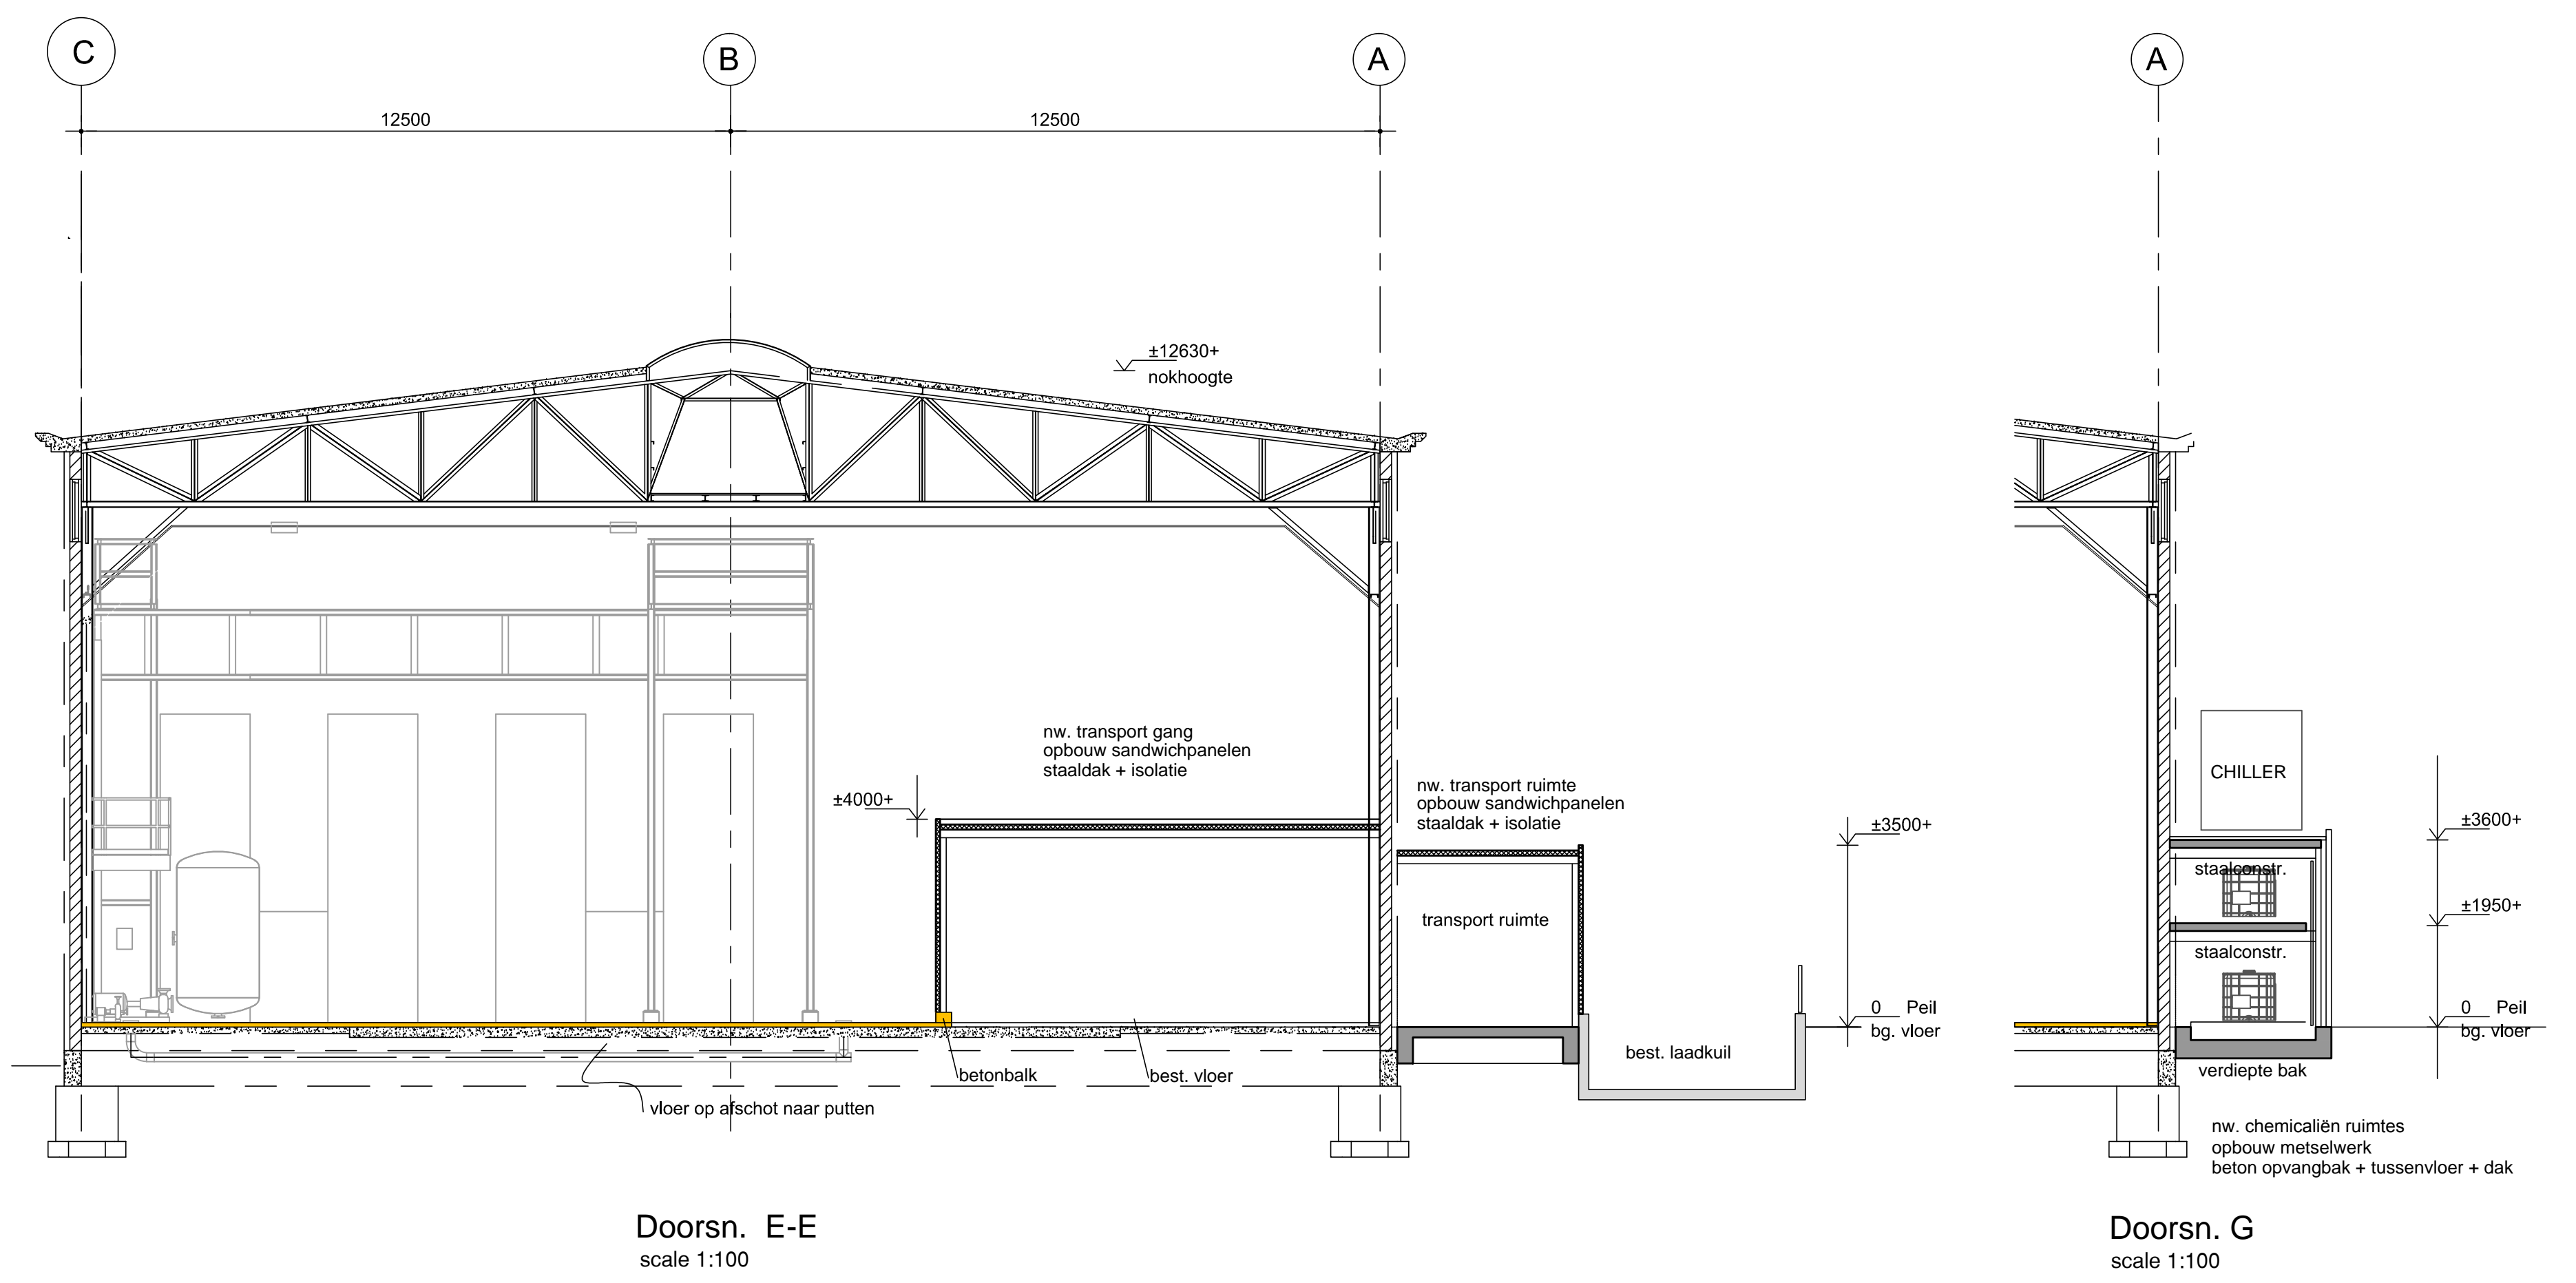 C
B
A
A
12500
12500
±12630+
nokhoogte
nw. transport gang
opbouw sandwichpanelen
staaldak + isolatie
±4000+
nw. transport ruimte
opbouw sandwichpanelen
staaldak + isolatie
transport ruimte
±3500+
0 Peil
bg. vloer
best. laadkuil
betonbalk
best. vloer
vloer op afschot naar putten
CHILLER
±3600+
staalconstr.
±1950+
staalconstr.
0 Peil
bg. vloer
verdiepte bak
nw. chemicaliën ruimtes
opbouw metselwerk
beton opvangbak + tussenvloer + dak
Doorsn. E-E
scale 1:100
Doorsn. G
scale 1:100